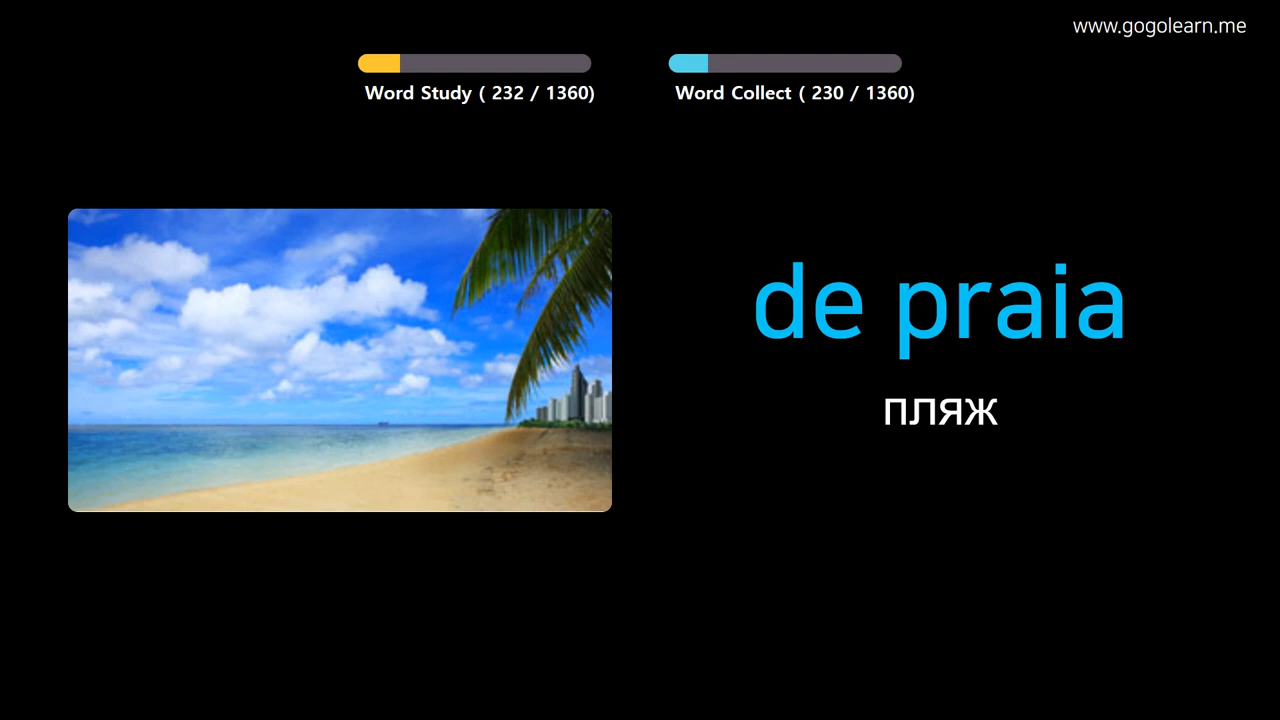 www.gogolearn.me
Word Study ( 232 / 1360)
Word Collect ( 230 / 1360)
de praia
пляж